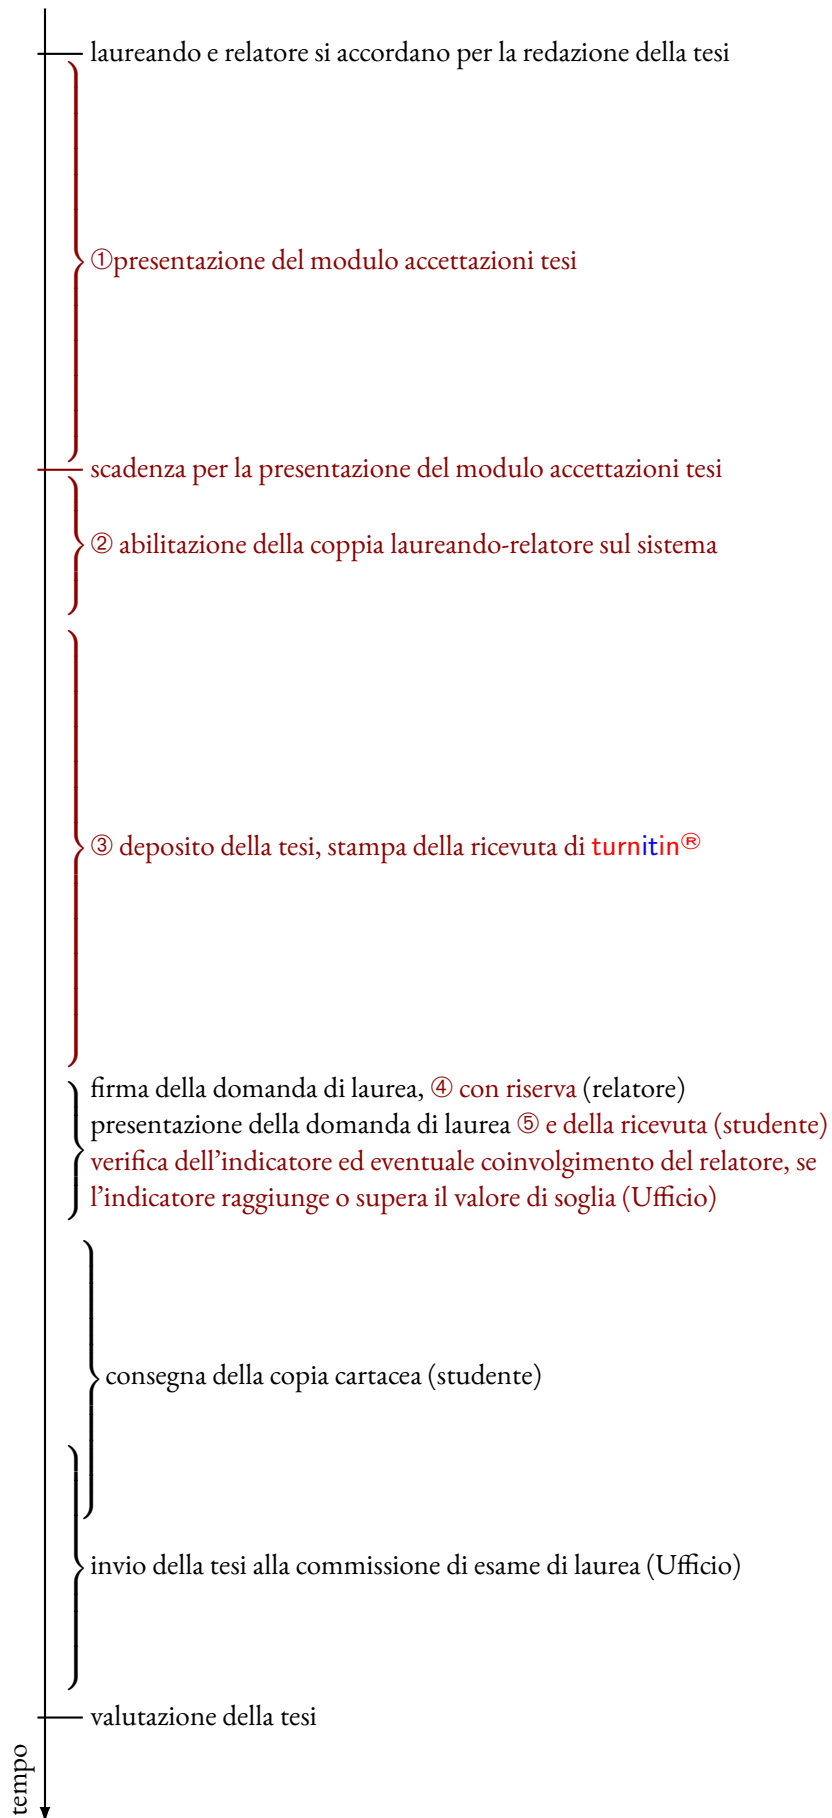 laureando e relatore si accordano per la redazione della tesi
①presentazione del modulo accettazioni tesi
scadenza per la presentazione del modulo accettazioni tesi
② abilitazione della coppia laureando-relatore sul sistema
③ deposito della tesi, stampa della ricevuta di turnitin®
firma della domanda di laurea, ④ con riserva (relatore)
presentazione della domanda di laurea ⑤ e della ricevuta (studente)
verifica dell’indicatore ed eventuale coinvolgimento del relatore, se
l’indicatore raggiunge o supera il valore di soglia (Ufficio)
consegna della copia cartacea (studente)
invio della tesi alla commissione di esame di laurea (Ufficio)
valutazione della tesi
tempo